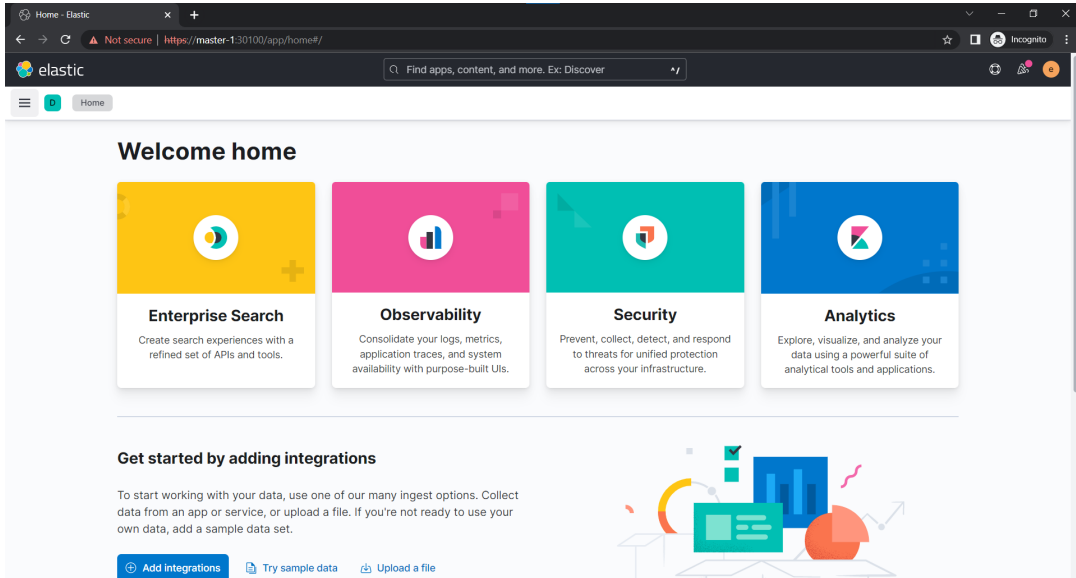 Home - Elastic
Not secure | https://master-1:30100/app/home#/
Incognito
elastic
Find apps, content, and more. Ex: Discover
^/
e
D
Home
Welcome home
Enterprise Search
Create search experiences with a
refined set of APIs and tools.
Observability
Consolidate your logs, metrics,
application traces, and system
availability with purpose-built UIs.
Security
Prevent, collect, detect, and respond
to threats for unified protection
across your infrastructure.
Analytics
Explore, visualize, and analyze your
data using a powerful suite of
analytical tools and applications.
Get started by adding integrations
To start working with your data, use one of our many ingest options. Collect
data from an app or service, or upload a file. If you're not ready to use your
own data, add a sample data set.
Add integrations
Try sample data
Upload a file